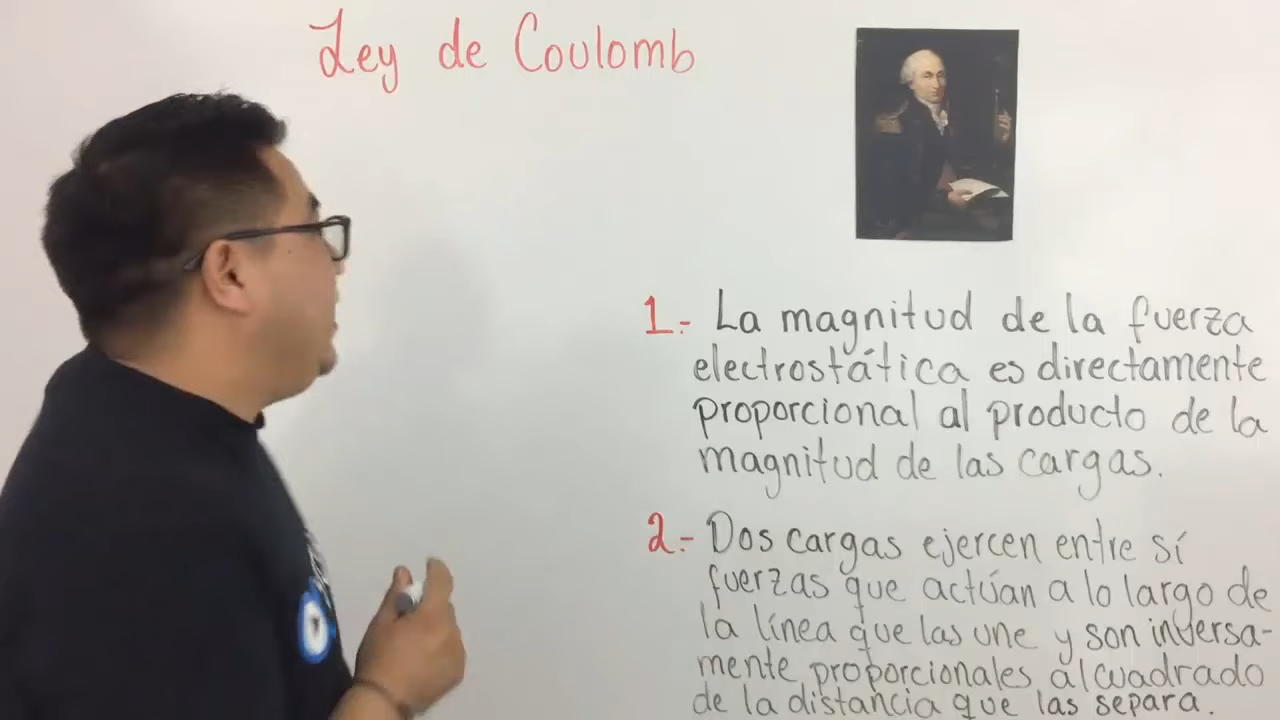 Ley de Coulomb
1.- La magnitud de la fuerza
electrostática es directamente
proporcional al producto de la
magnitud de las cargas.
2.- Dos cargas ejercen entre sí
fuerzas que actúan a lo largo de
la línea que las une y son inversa-
mente proporcionales al cuadrado
de la distancia que las separa.